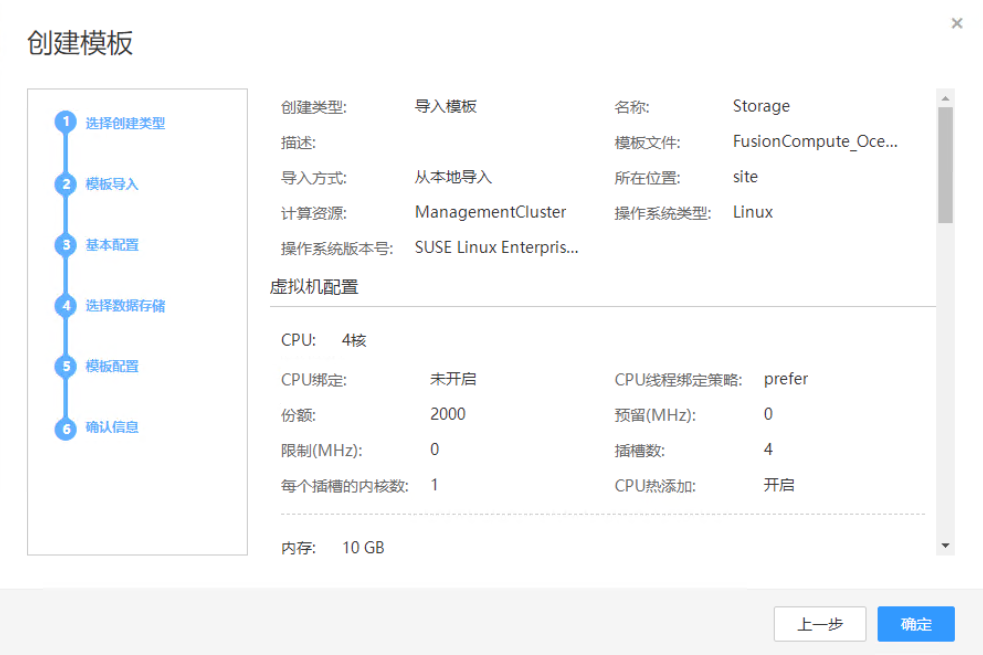 创建模板
×
1 选择创建类型
2 模板导入
3 基本配置
4 选择数据存储
5 模板配置
6 确认信息
创建类型: 导入模板 名称: Storage
描述: 模板文件: FusionCompute_Oce...
导入方式: 从本地导入 所在位置: site
计算资源: ManagementCluster 操作系统类型: Linux
操作系统版本号: SUSE Linux Enterpris...
虚拟机配置
CPU: 4核
CPU绑定: 未开启 CPU线程绑定策略: prefer
份额: 2000 预留(MHz): 0
限制(MHz): 0 插槽数: 4
每个插槽的内核数: 1 CPU热添加: 开启
内存: 10 GB
上一步 确定